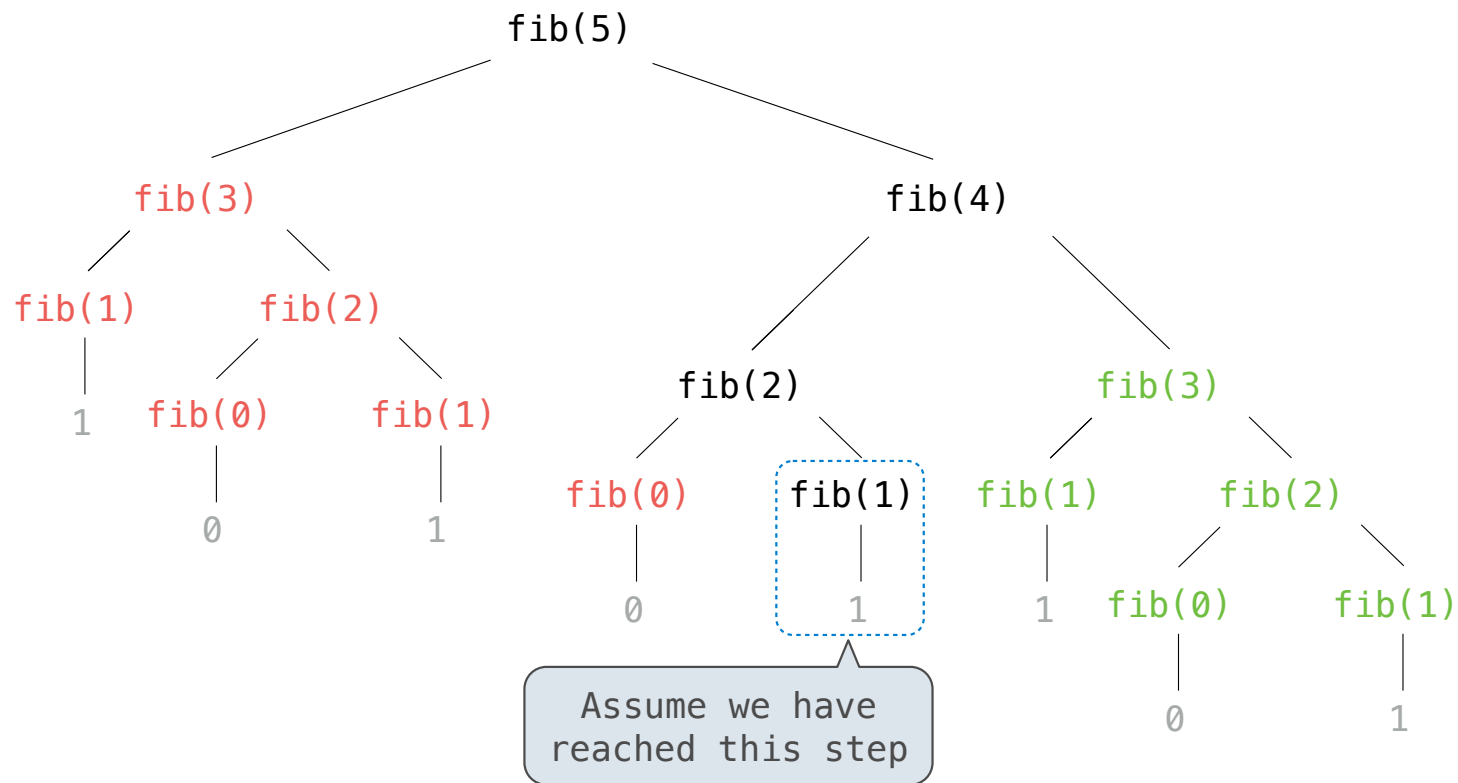 fib(5)
fib(3) fib(4)
fib(1) fib(2)
fib(2) fib(3)
1 fib(0) fib(1)
fib(0) fib(1) fib(1) fib(2)
0 1
0 1 1 fib(0) fib(1)
Assume we have
reached this step
0 1